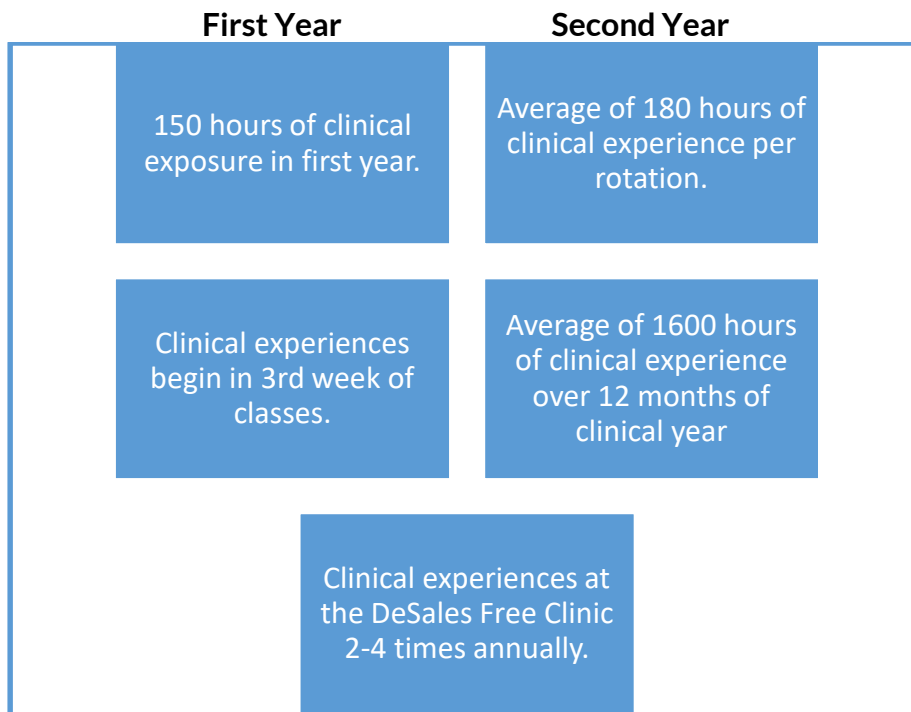 First Year
Second Year
150 hours of clinical
exposure in first year.
Average of 180 hours of
clinical experience per
rotation.
Clinical experiences
begin in 3rd week of
classes.
Average of 1600 hours
of clinical experience
over 12 months of
clinical year
Clinical experiences at
the DeSales Free Clinic
2-4 times annually.